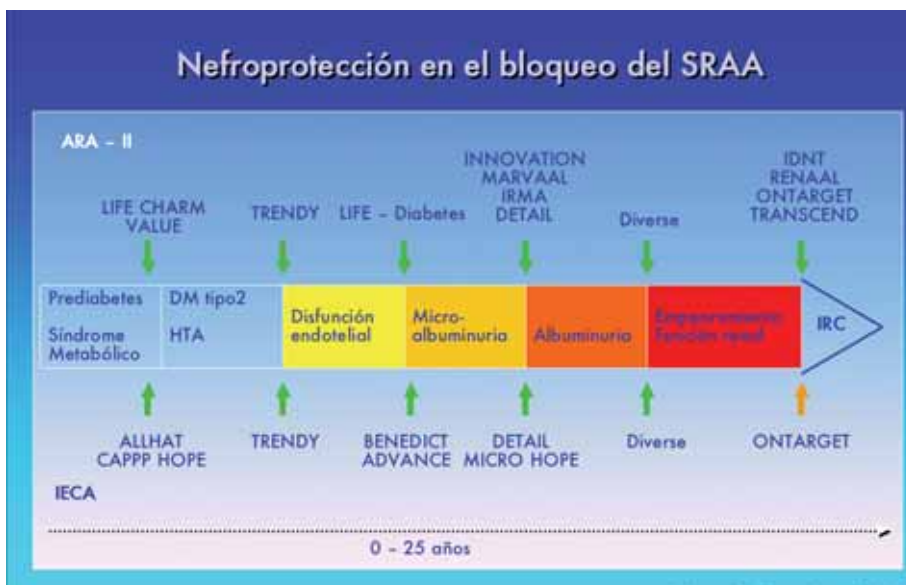 Nefroprotección en el bloqueo del SRAA
ARA – II
LIFE CHARM
VALUE
TRENDY
LIFE – Diabetes
INNOVATION
MARVAAL
IRMA
DETAIL
Diverse
IDNT
RENAAL
ONTARGET
TRANSCEND
Prediabetes
Síndrome
Metabólico
DM tipo2
HTA
Disfunción
endotelial
Micro-
albuminuria
Albuminuria
Empeoramiento
Función renal
IRC
ALLHAT
CAPPP HOPE
TRENDY
BENEDICT
ADVANCE
DETAIL
MICRO HOPE
Diverse
ONTARGET
IECA
0 – 25 años